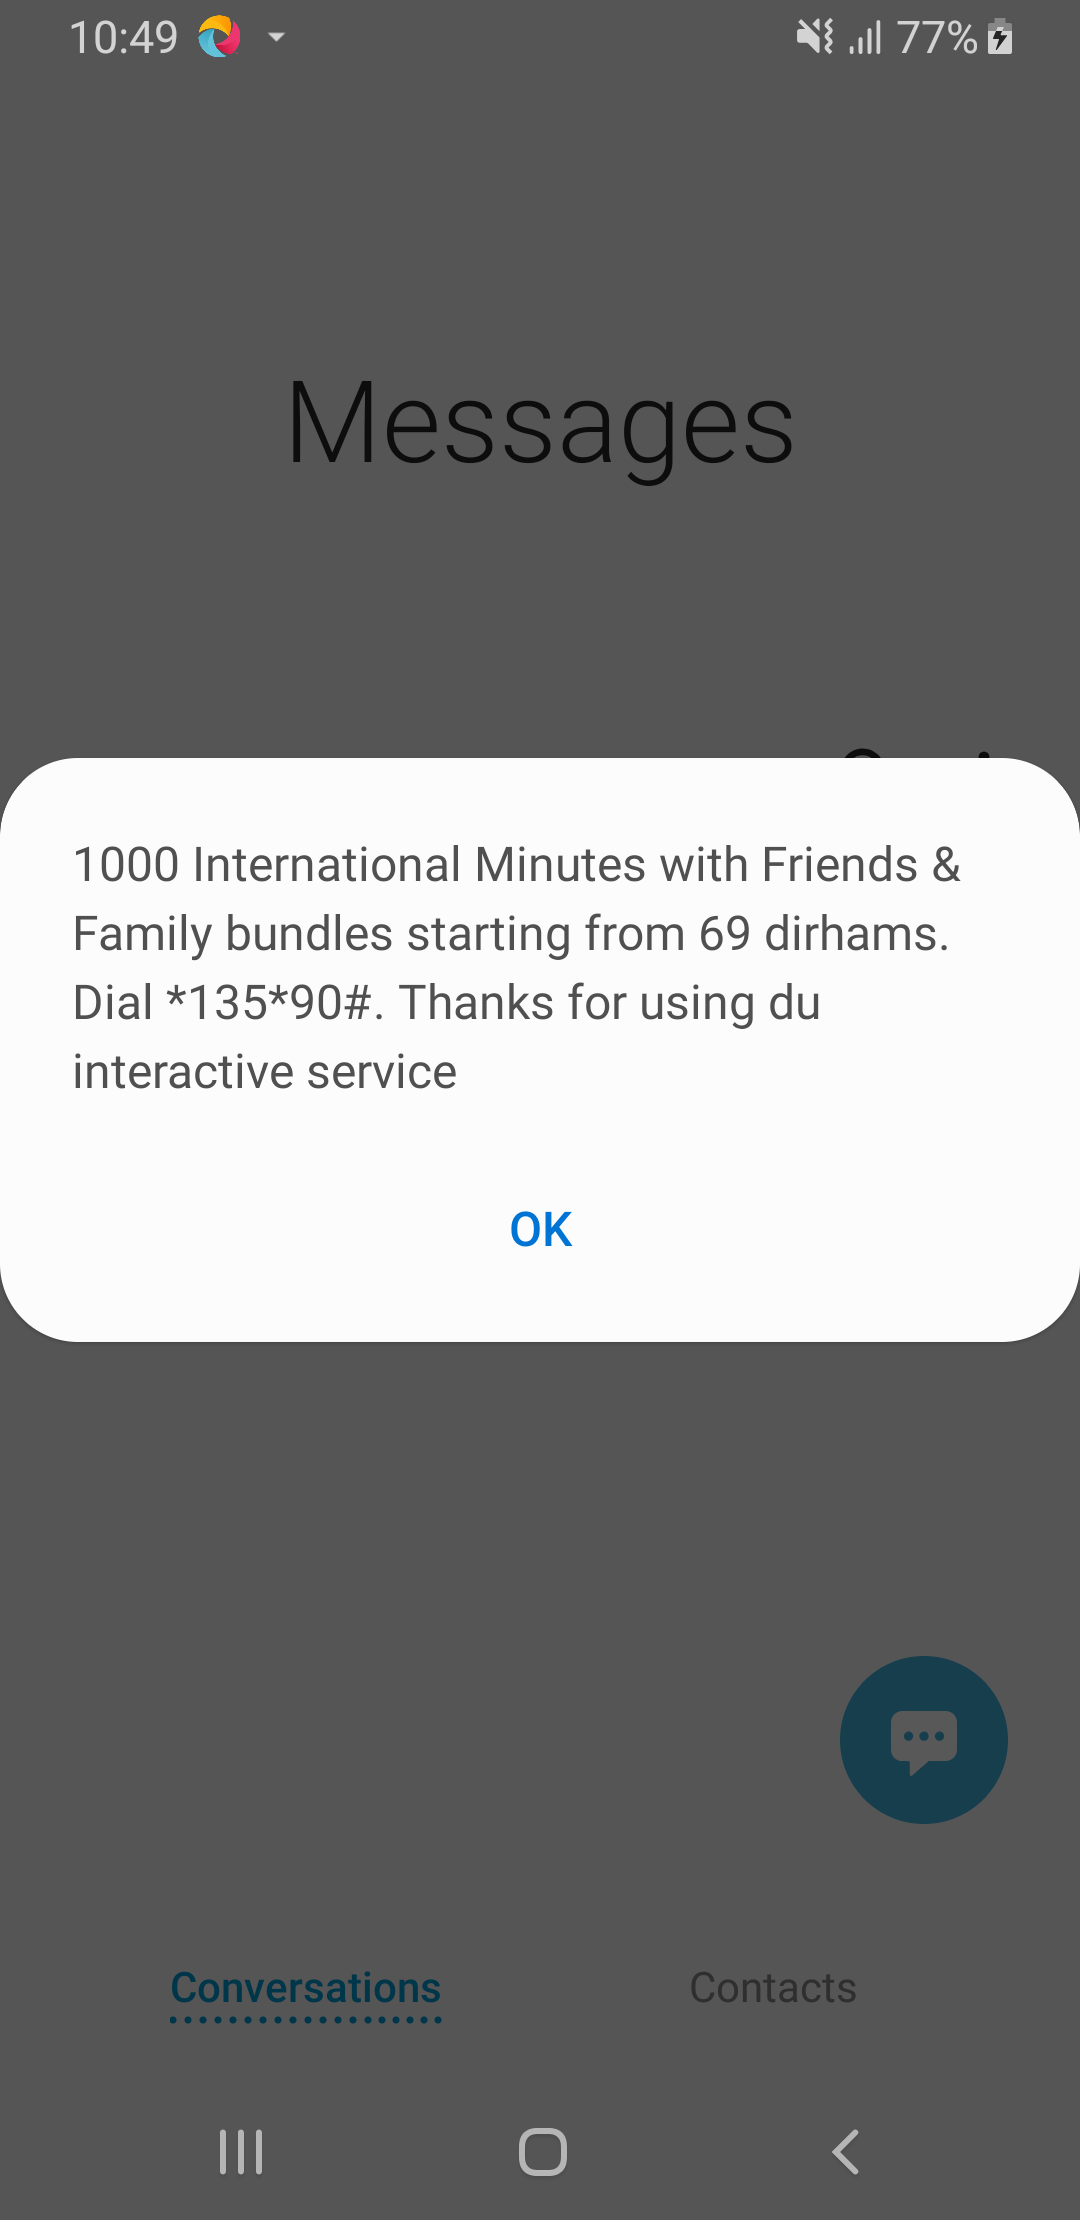 10:49
77%
Messages
1000 International Minutes with Friends &
Family bundles starting from 69 dirhams.
Dial *135*90#. Thanks for using du
interactive service
OK
Conversations
Contacts